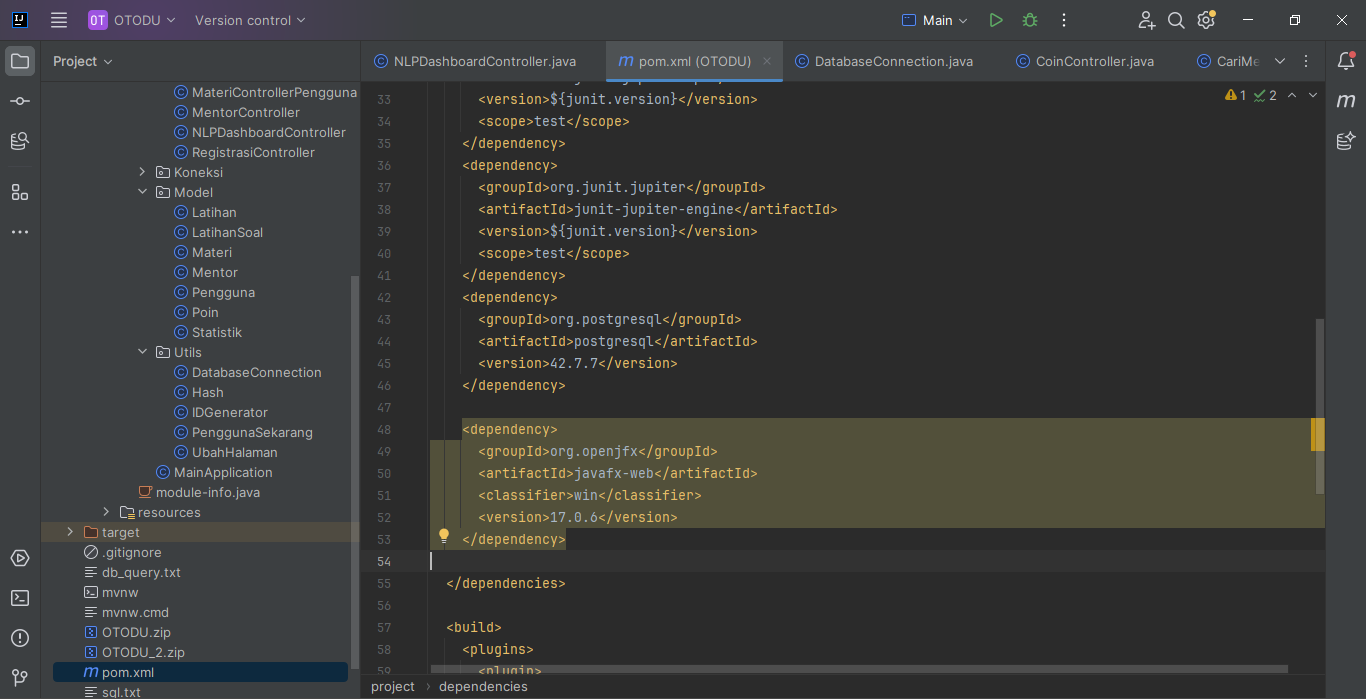 OT OTODU Version control Main
Project
NLPDashboardController.java pom.xml (OTODU) DatabaseConnection.java CoinController.java CariMe
MateriControllerPengguna
MentorController
NLPDashboardController
RegistrasiController
Koneksi
Model
Latihan
LatihanSoal
Materi
Mentor
Pengguna
Poin
Statistik
Utils
DatabaseConnection
Hash
IDGenerator
PenggunaSekarang
UbahHalaman
MainApplication
module-info.java
resources
target
.gitignore
db_query.txt
mvnw
mvnw.cmd
OTODU.zip
OTODU_2.zip
pom.xml
sql.txt
1 2
33 <version>${junit.version}</version>
34 <scope>test</scope>
35 </dependency>
36 <dependency>
37 <groupId>org.junit.jupiter</groupId>
38 <artifactId>junit-jupiter-engine</artifactId>
39 <version>${junit.version}</version>
40 <scope>test</scope>
41 </dependency>
42 <dependency>
43 <groupId>org.postgresql</groupId>
44 <artifactId>postgresql</artifactId>
45 <version>42.7.7</version>
46 </dependency>
47
48 <dependency>
49 <groupId>org.openjfx</groupId>
50 <artifactId>javafx-web</artifactId>
51 <classifier>win</classifier>
52 <version>17.0.6</version>
53 </dependency>
54
55 </dependencies>
56
57 <build>
58 <plugins>
59 <plugin>
project > dependencies